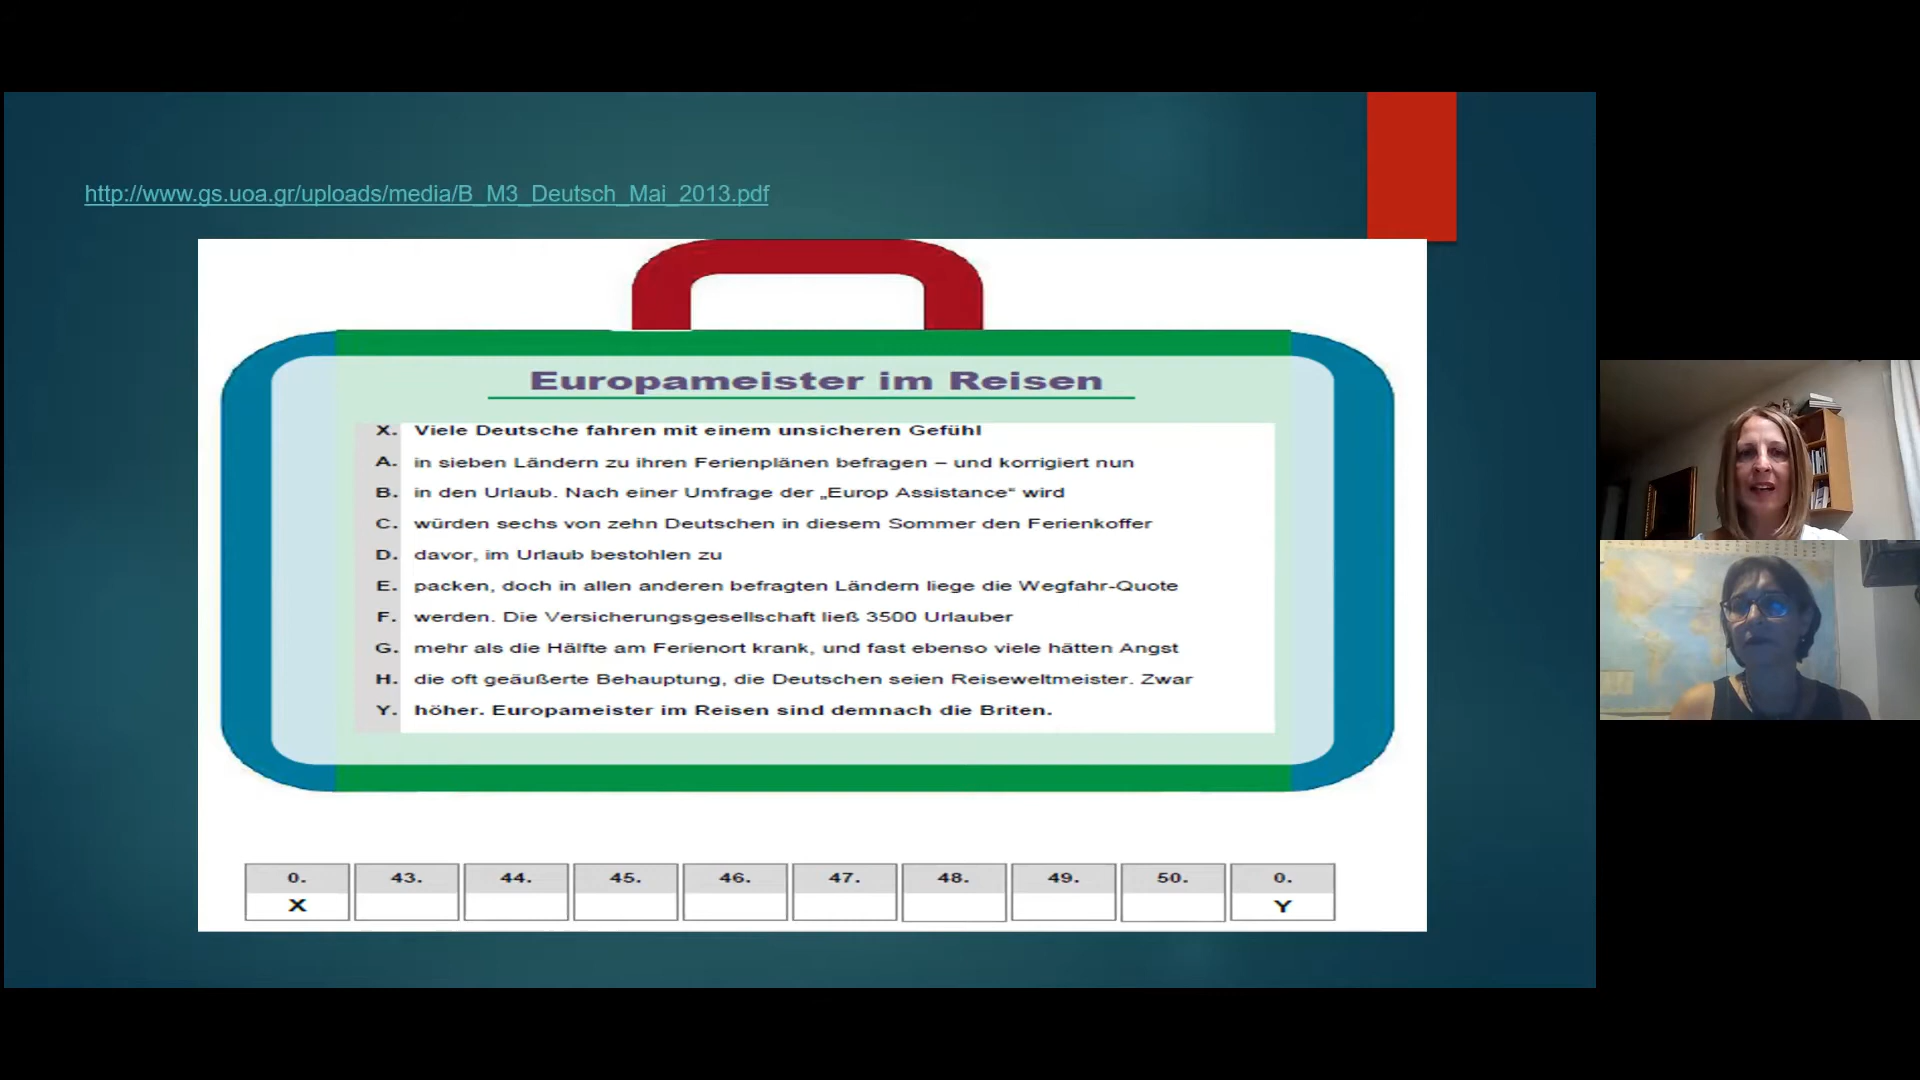 http://www.gs.uoa.gr/uploads/media/B_M3_Deutsch_Mai_2013.pdf
Europameister im Reisen
X. Viele Deutsche fahren mit einem unsicheren Gefühl
A. in sieben Ländern zu ihren Ferienplänen befragen – und korrigiert nun
B. in den Urlaub. Nach einer Umfrage der „Europ Assistance“ wird
C. würden sechs von zehn Deutschen in diesem Sommer den Ferienkoffer
D. davor, im Urlaub bestohlen zu
E. packen, doch in allen anderen befragten Ländern liege die Wegfahr-Quote
F. werden. Die Versicherungsgesellschaft ließ 3500 Urlauber
G. mehr als die Hälfte am Ferienort krank, und fast ebenso viele hätten Angst
H. die oft geäußerte Behauptung, die Deutschen seien Reiseweltmeister. Zwar
Y. höher. Europameister im Reisen sind demnach die Briten.
0. 43. 44. 45. 46. 47. 48. 49. 50. 0.
X Y